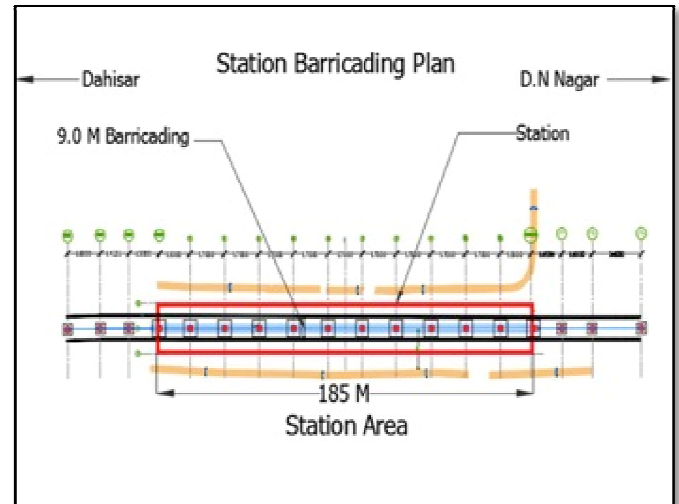 Station Barricading Plan
Dahisar
D.N Nagar
9.0 M Barricading
Station
185 M
Station Area